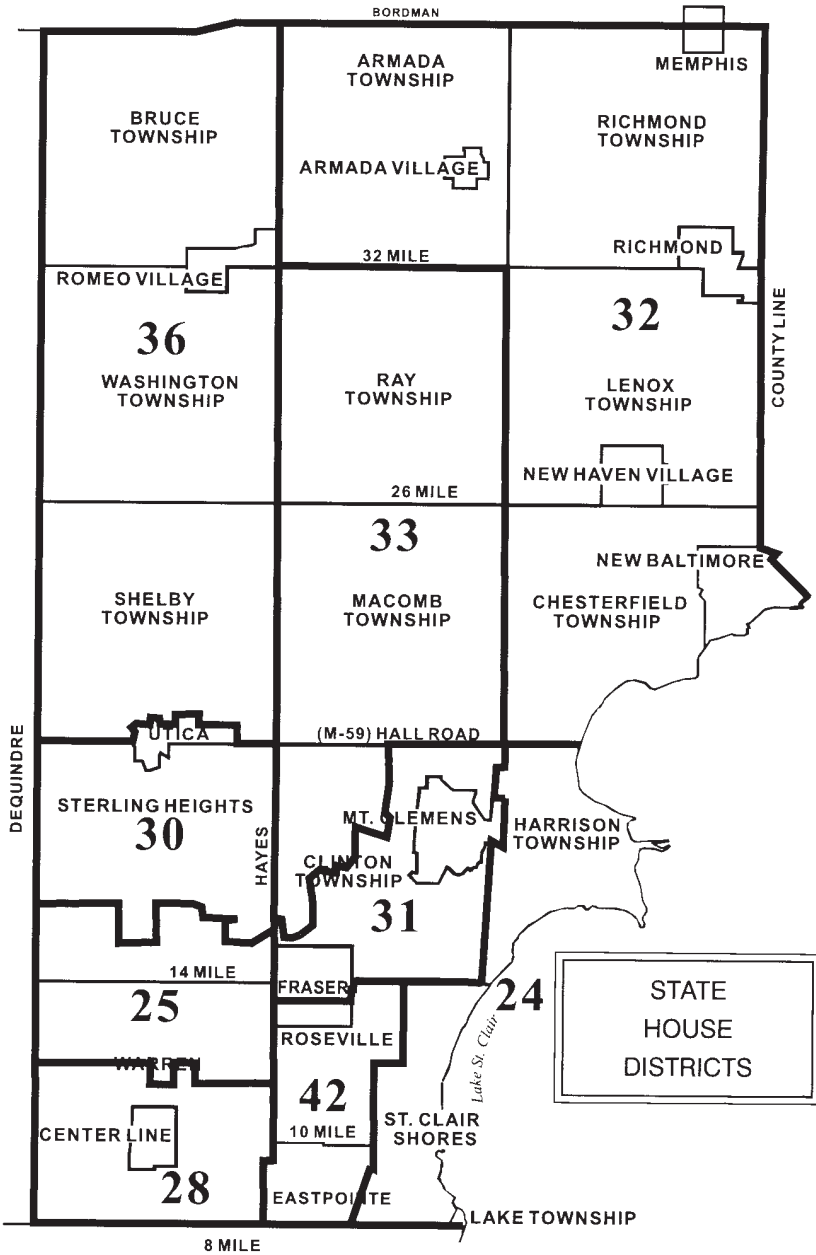 BORDMAN
MEMPHIS
ARMADA
TOWNSHIP
BRUCE
TOWNSHIP
RICHMOND
TOWNSHIP
ARMADA VILLAGE
RICHMOND
32 MILE
ROMEO VILLAGE
36
32
COUNTY LINE
WASHINGTON
TOWNSHIP
RAY
TOWNSHIP
LENOX
TOWNSHIP
NEW HAVEN VILLAGE
26 MILE
33
NEW BALTIMORE
SHELBY
TOWNSHIP
MACOMB
TOWNSHIP
CHESTERFIELD
TOWNSHIP
UTICA
(M-59) HALL ROAD
DEQUINDRE
STERLING HEIGHTS
30
HAYES
MT. CLEMENS
HARRISON
TOWNSHIP
CLINTON
TOWNSHIP
31
14 MILE
FRASER
24
25
STATE
HOUSE
DISTRICTS
Lake St. Clair
ROSEVILLE
WARREN
42
10 MILE
ST. CLAIR
SHORES
CENTER LINE
28
EASTPOINTE
LAKE TOWNSHIP
8 MILE